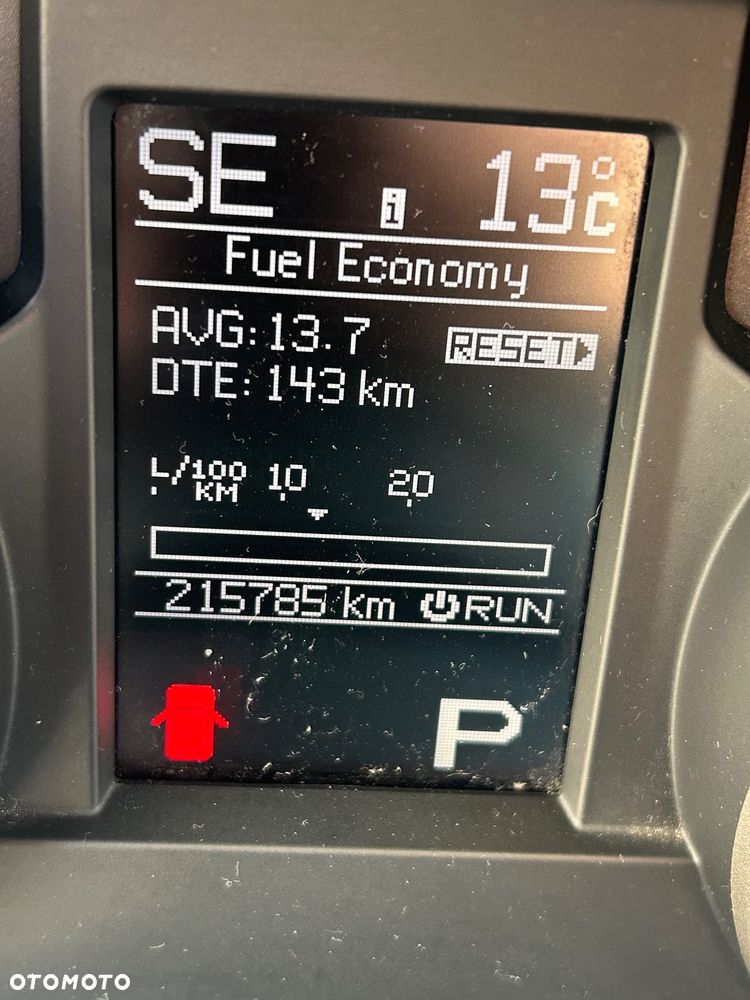 SE i 13°C
Fuel Economy
AVG: 13.7 RESET
DTE: 143 km
L/100 KM 10 20
215785 km RUN
P
OTOMOTO